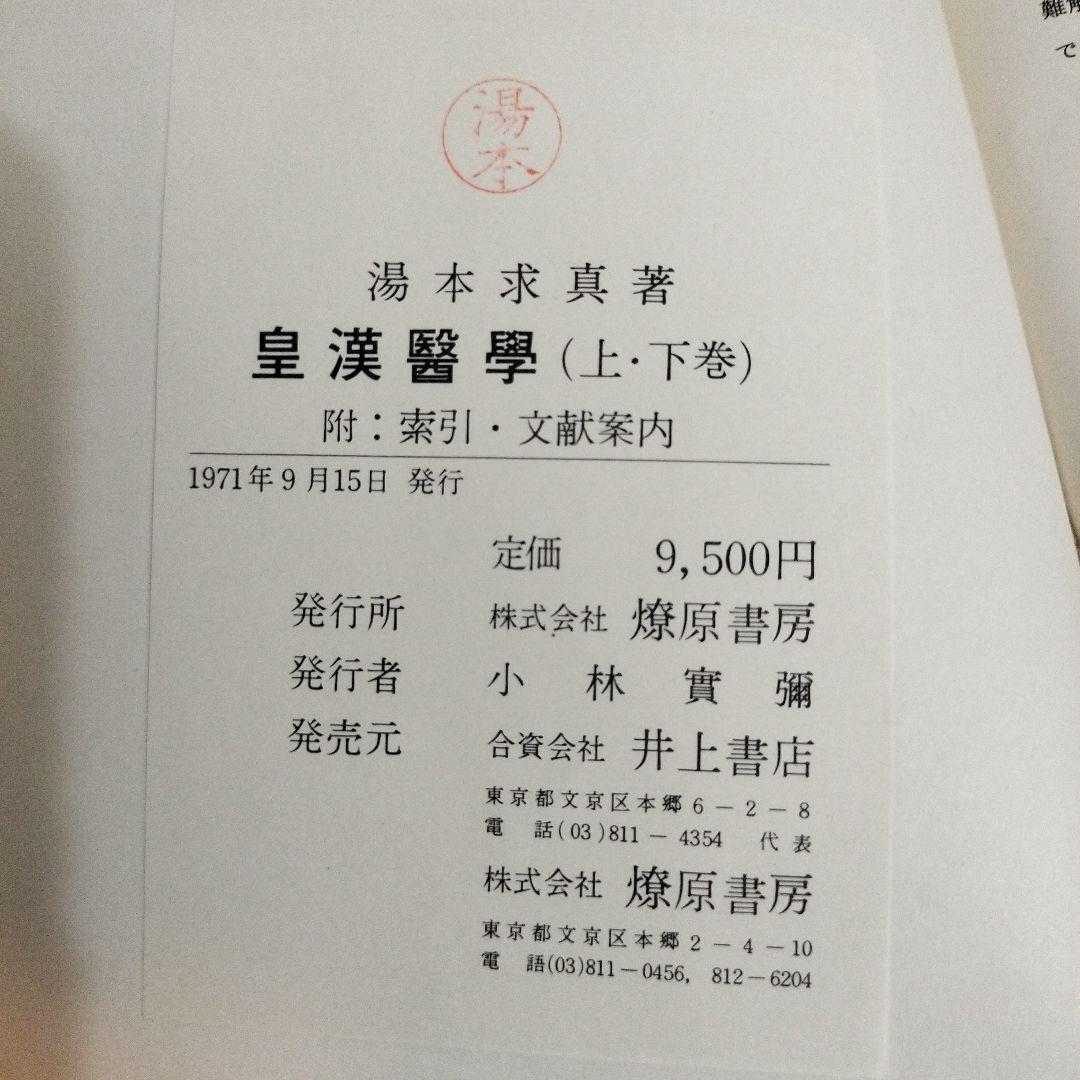 湯
本
湯本求真著
皇漢醫學(上・下巻)
附：索引・文献案内
1971年9月15日 発行
定価 9,500円
発行所 株式会社 燎原書房
発行者 小林實彌
発売元 合資会社 井上書店
東京都文京区本郷6－2－8
電話(03)811－4354 代表
株式会社 燎原書房
東京都文京区本郷2－4－10
電語(03)811－0456, 812－6204
で